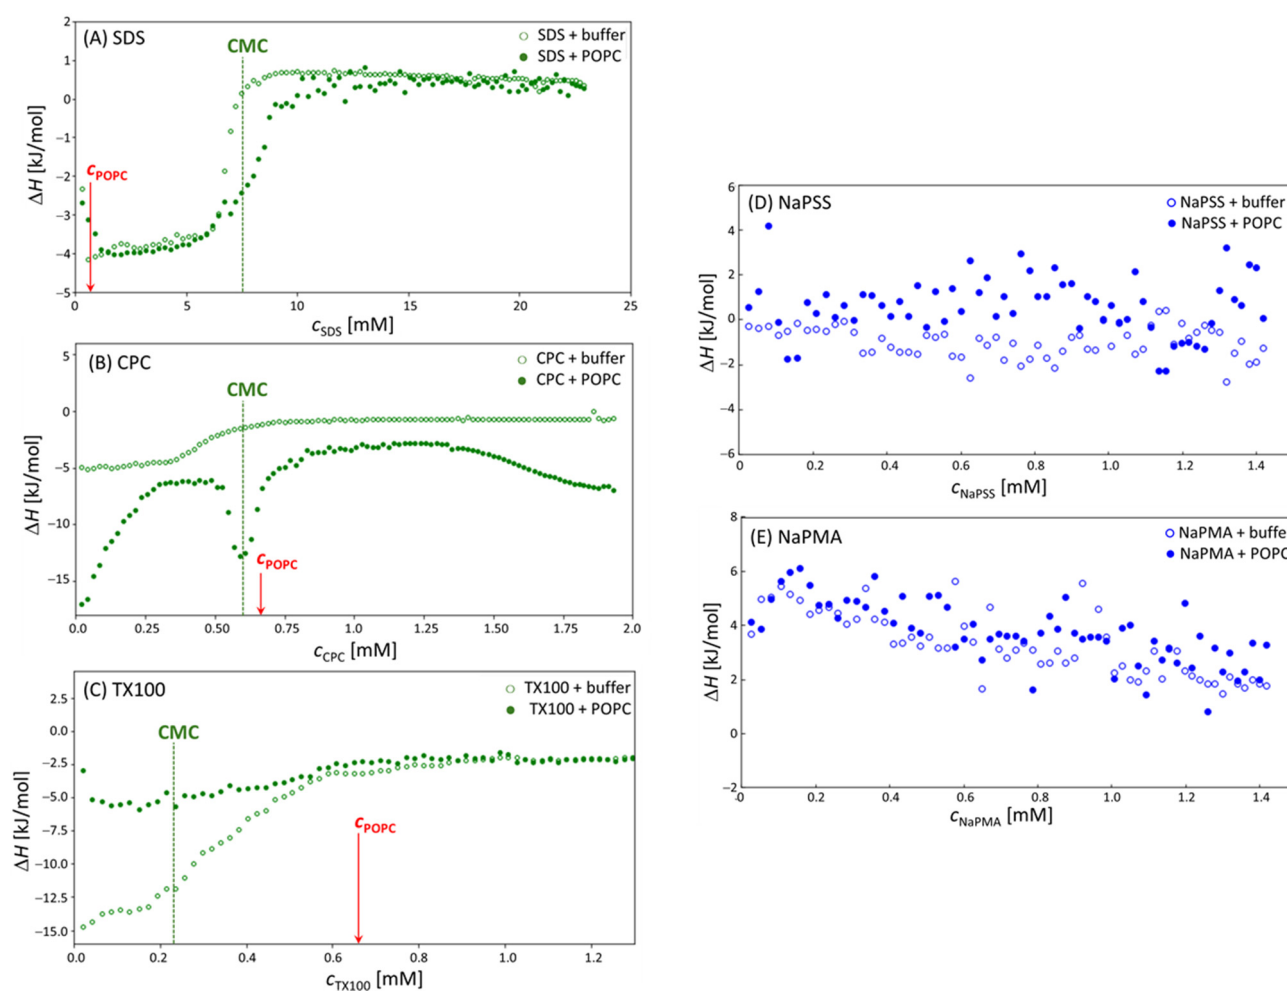 (A) SDS
SDS + buffer
SDS + POPC
CMC
cPOPC
2
1
0
−1
−2
−3
−4
−5
ΔH [kJ/mol]
5
10
15
20
25
cSDS [mM]
(B) CPC
CPC + buffer
CPC + POPC
CMC
cPOPC
5
0
−5
−10
−15
ΔH [kJ/mol]
0.0
0.25
0.50
0.75
1.0
1.25
1.50
1.75
2.0
cCPC [mM]
(C) TX100
TX100 + buffer
TX100 + POPC
CMC
cPOPC
2.5
0.0
−2.5
−5.0
−7.5
−10.0
−12.5
−15.0
ΔH [kJ/mol]
0.0
0.2
0.4
0.6
0.8
1.0
1.2
cTX100 [mM]
(D) NaPSS
NaPSS + buffer
NaPSS + POPC
6
4
2
0
−2
−4
−6
ΔH [kJ/mol]
0
0.2
0.4
0.6
0.8
1.0
1.2
1.4
cNaPSS [mM]
(E) NaPMA
NaPMA + buffer
NaPMA + POPC
8
6
4
2
0
−2
ΔH [kJ/mol]
0
0.2
0.4
0.6
0.8
1.0
1.2
1.4
cNaPMA [mM]